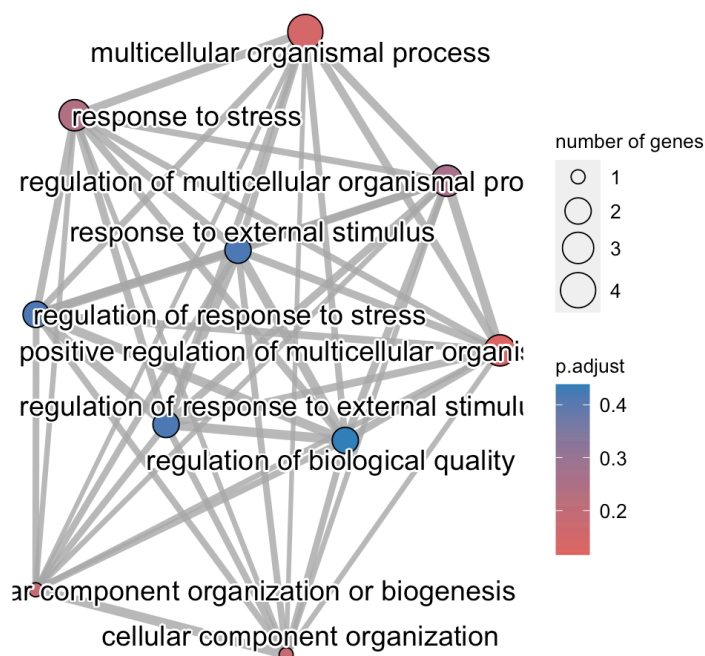 multicellular organismal process
response to stress
regulation of multicellular organismal pro
response to external stimulus
regulation of response to stress
positive regulation of multicellular organis
regulation of response to external stimulu
regulation of biological quality
ar component organization or biogenesis
cellular component organization
number of genes
1
2
3
4
p.adjust
0.4
0.3
0.2